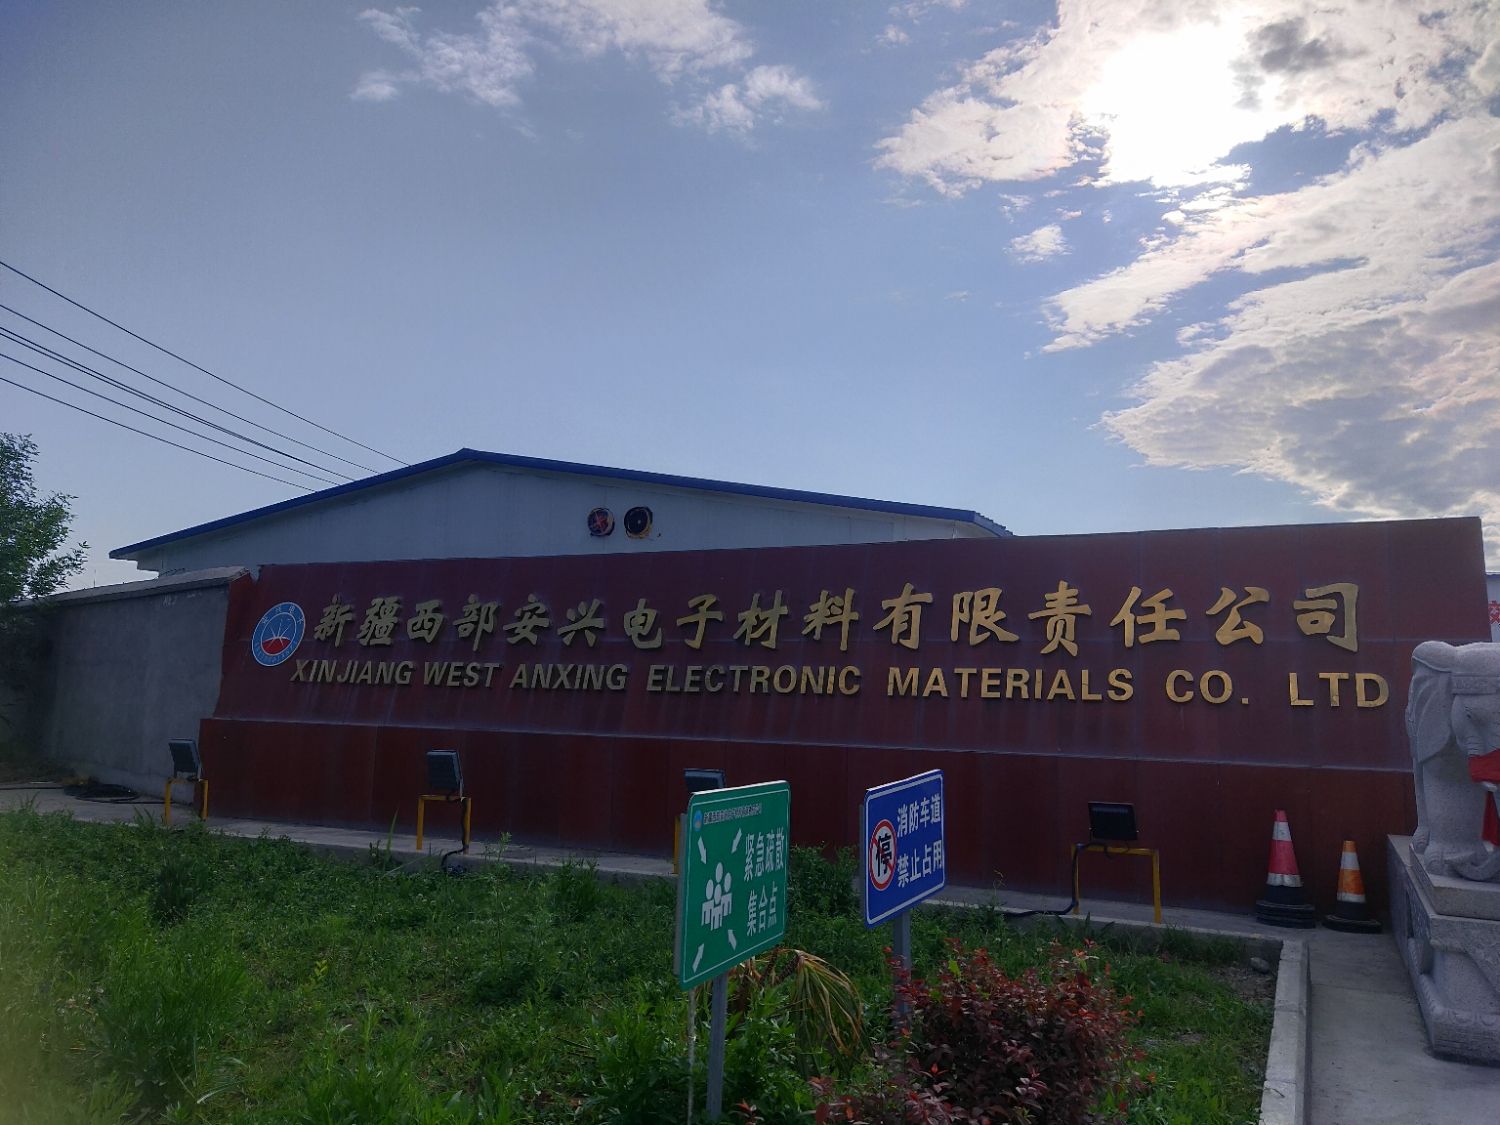 新疆西部安兴电子材料有限责任公司
XINJIANG WEST ANXING ELECTRONIC MATERIALS CO. LTD
紧急疏散
集合点
停
消防车道
禁止占用